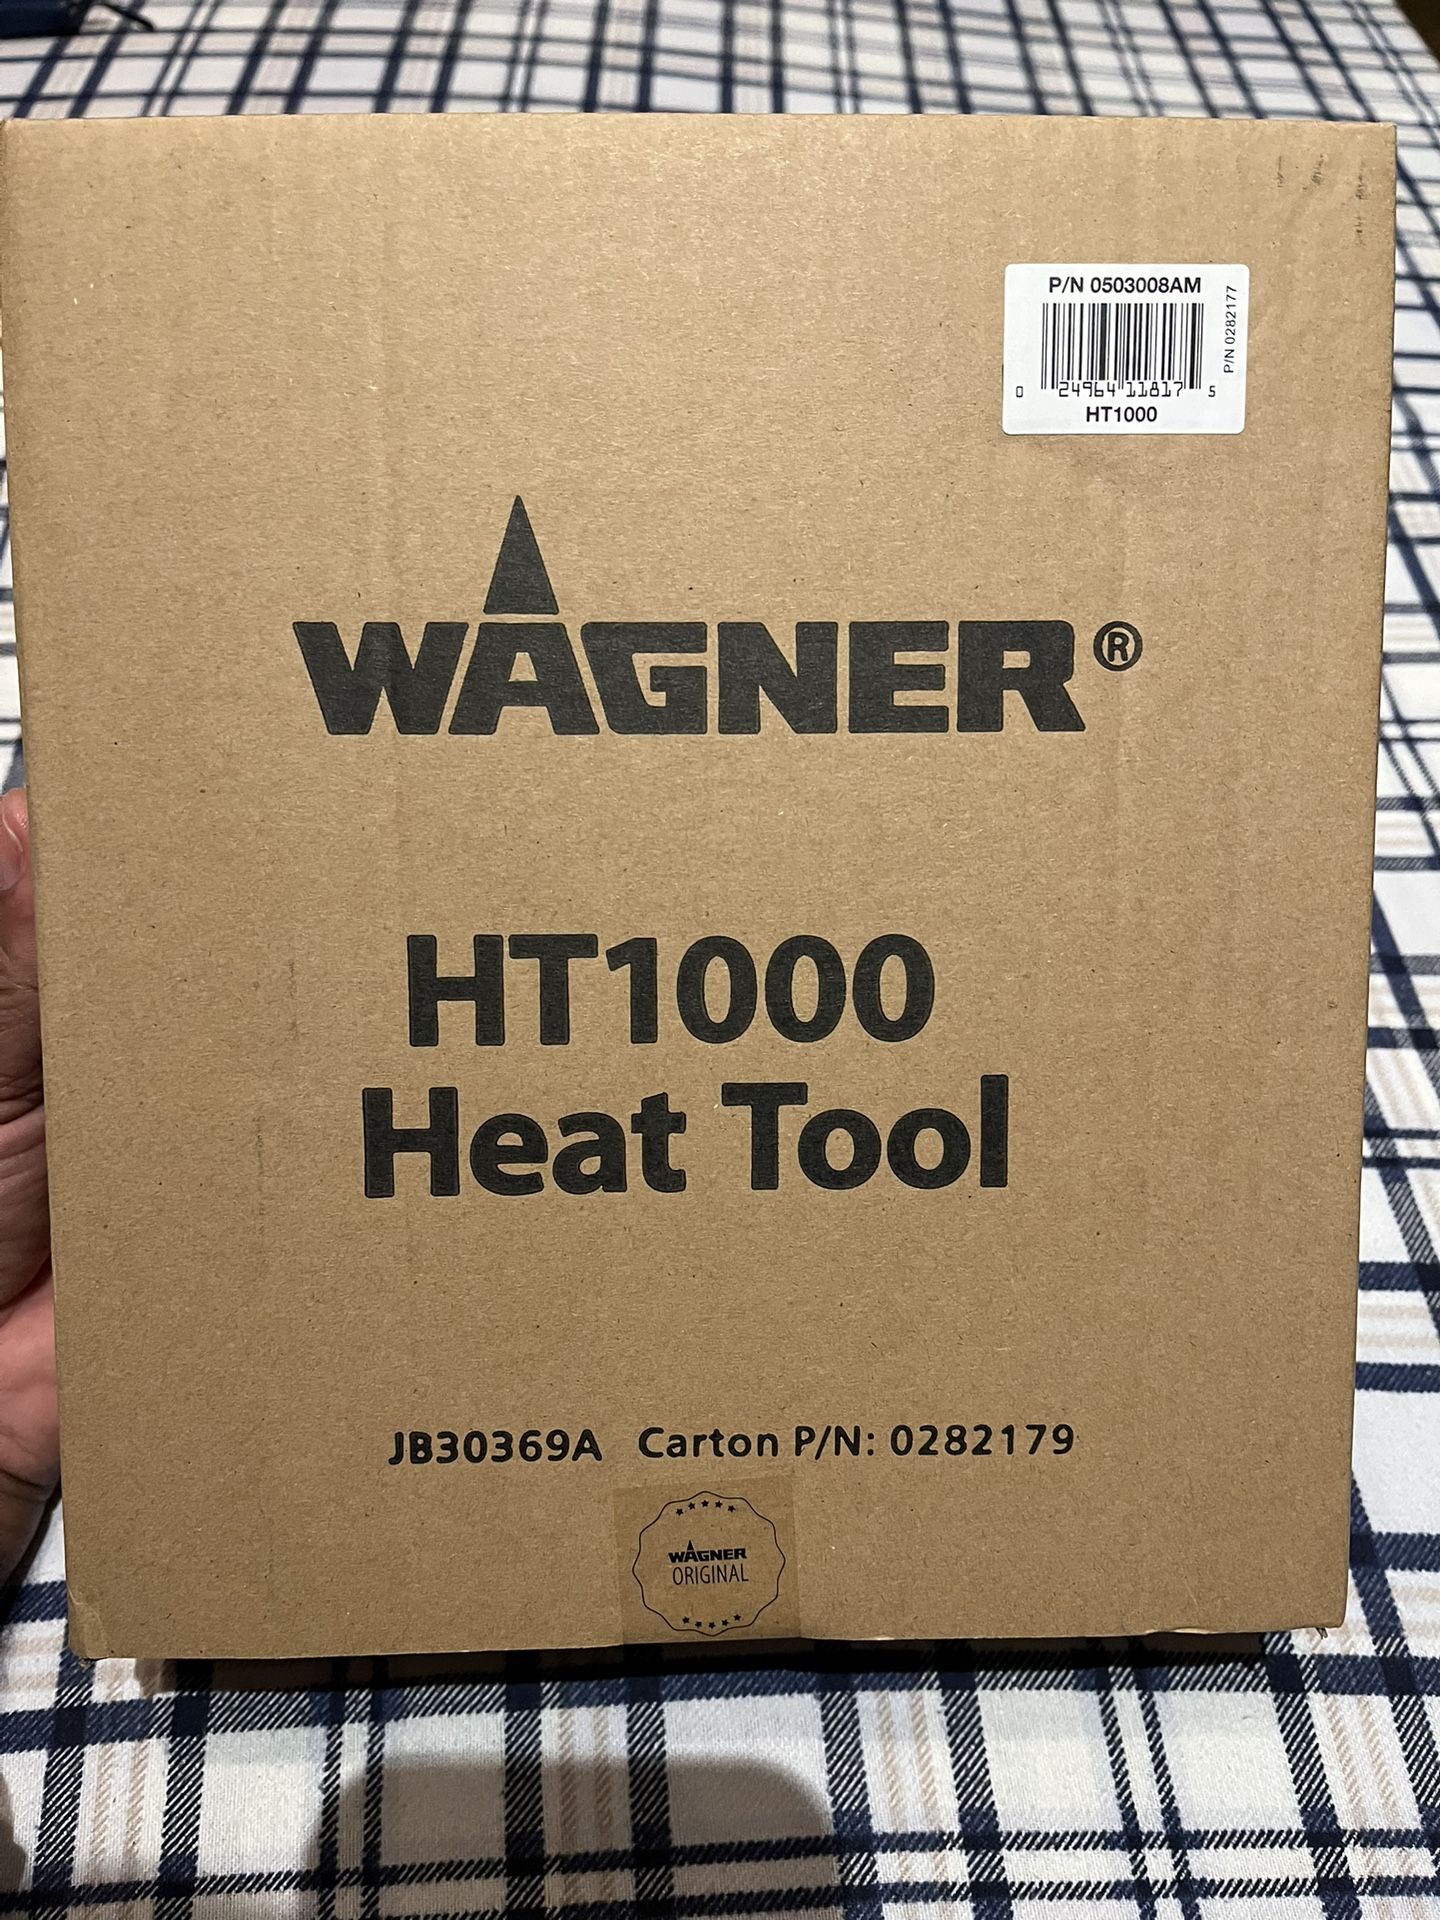 P/N 0503008AM
P/N 0282177
0 24964 11817 5
HT1000
WAGNER®
HT1000
Heat Tool
JB30369A Carton P/N: 0282179
WAGNER
ORIGINAL